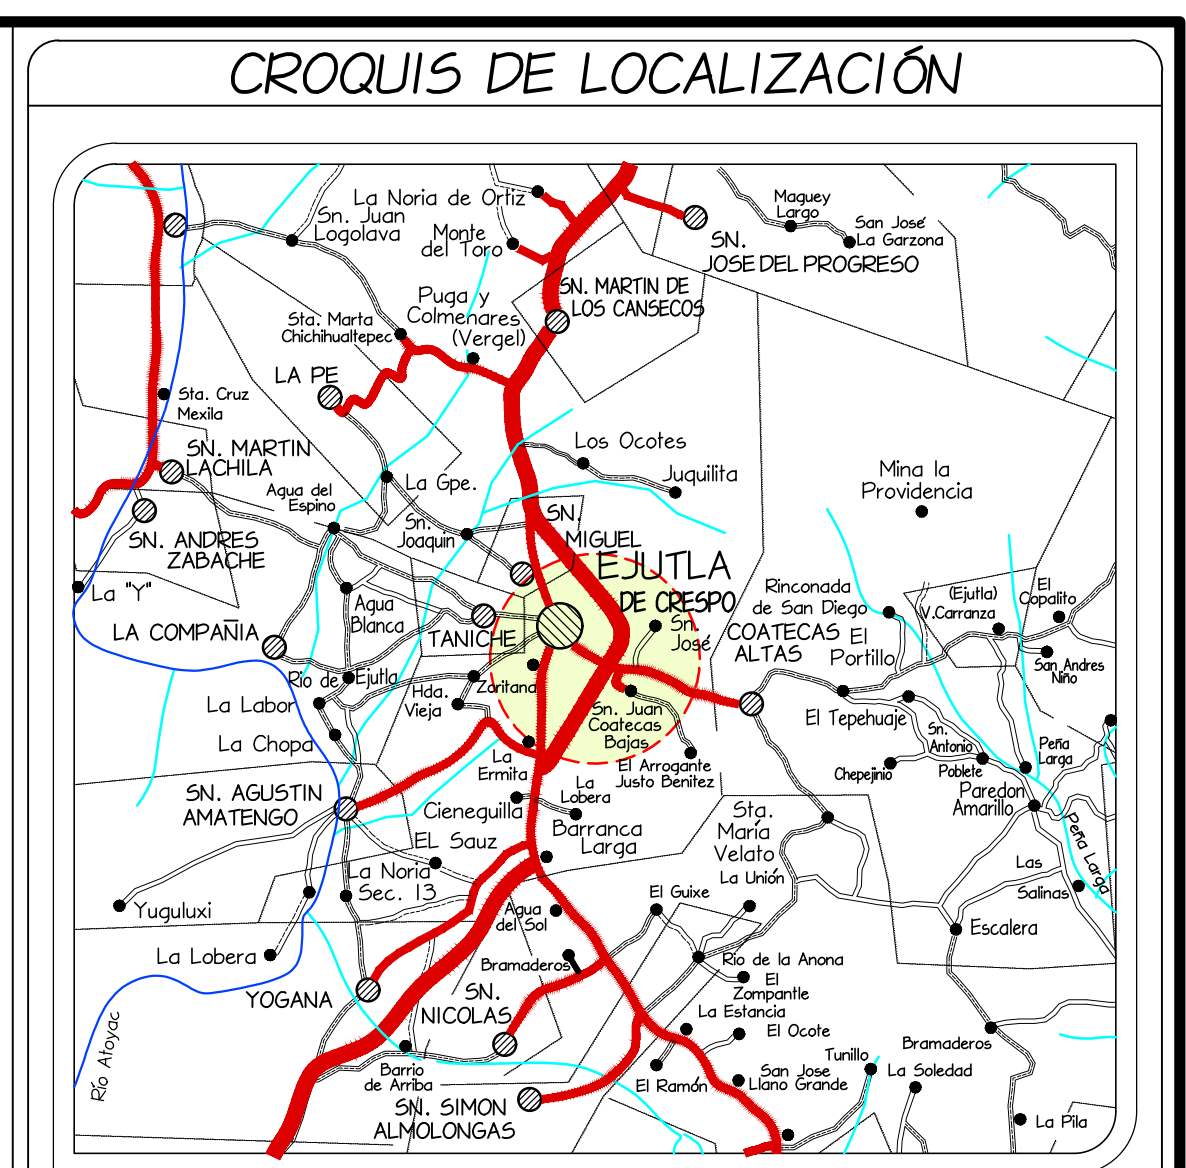 CROQUIS DE LOCALIZACIÓN
La Noria de Ortiz
Sn. Juan
Logolava
Monte
del Toro
Maguey
Largo
San José
La Garzona
SN.
JOSE DEL PROGRESO
SN. MARTIN DE
LOS CANSECOS
Puga y
Colmenares
(Vergel)
Sta. Marta
Chichihualtepec
LA PE
Sta. Cruz
Mexila
SN. MARTIN
LACHILA
Los Ocotes
Juquilita
La Gpe.
Agua del
Espino
Mina la
Providencia
SN. ANDRES
ZABACHE
Sn.
Joaquin
SN.
MIGUEL
EJUTLA
DE CRESPO
La "Y"
Agua
Blanca
LA COMPAÑIA
TANICHE
Sn.
José
Rinconada
de San Diego
(Ejutla)
V.Carranza
El
Copalito
COATECAS
ALTAS
El
Portillo
San Andres
Niño
Rio de
Ejutla
Zoritana
Hda.
Vieja
La Labor
La Chopa
Sn. Juan
Coatecas
Bajas
El Tepehuaje
Sn.
Antonio
Peña
Larga
Chepejinio
Poblete
La
Ermita
El Arrogante
Justo Benitez
Paredon
Amarillo
SN. AGUSTIN
AMATENGO
La
Lobera
Cieneguilla
Barranca
Larga
Sta.
María
Velato
Peña Larga
EL Sauz
La Noria
Sec. 13
La Unión
El Guixe
Las
Salinas
Yuguluxi
Agua
del Sol
Escalera
La Lobera
Bramaderos
Rio de la Anona
El
Zompantle
YOGANA
SN.
NICOLAS
La Estancia
El Ocote
Bramaderos
Río Atoyac
Barrio
de Arriba
El Ramón
San Jose
Llano Grande
Tunillo
La Soledad
SN. SIMON
ALMOLONGAS
La Pila